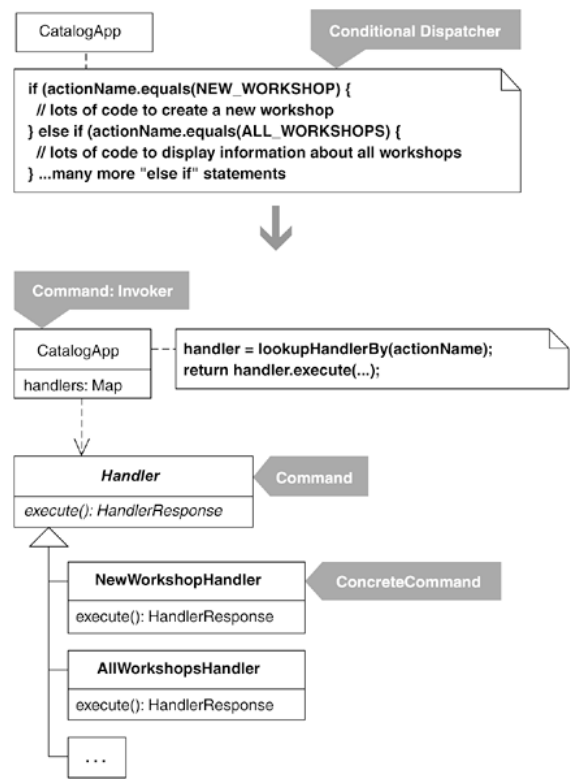 CatalogApp
Conditional Dispatcher
if (actionName.equals(NEW_WORKSHOP) {
// lots of code to create a new workshop
} else if (actionName.equals(ALL_WORKSHOPS) {
// lots of code to display information about all workshops
} ...many more "else if" statements
Command: Invoker
CatalogApp
handlers: Map
handler = lookupHandlerBy(actionName);
return handler.execute(...);
Handler
execute(): HandlerResponse
Command
NewWorkshopHandler
execute(): HandlerResponse
ConcreteCommand
AllWorkshopsHandler
execute(): HandlerResponse
...